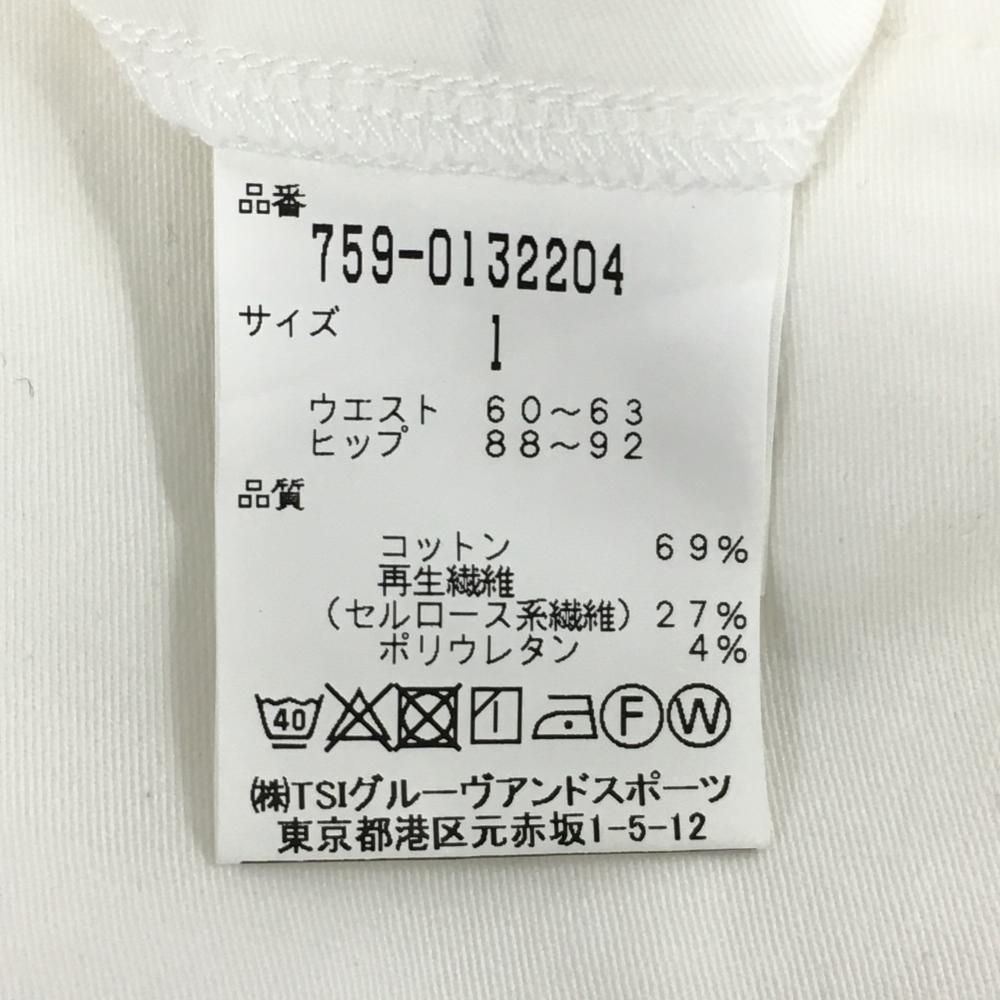 品番
759-0132204
サイズ
1
ウエスト 60～63
ヒップ 88～92
品質
コットン 69%
再生繊維
(セルロース系繊維) 27%
ポリウレタン 4%
40 F W
㈱TSIグルーヴアンドスポーツ
東京都港区元赤坂1-5-12